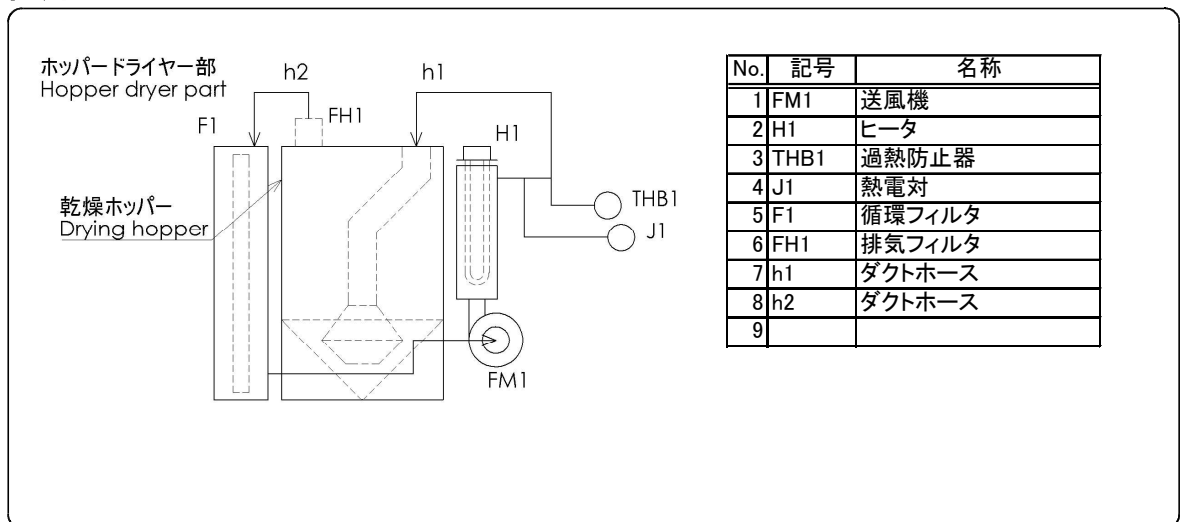 ホッパードライヤー部
Hopper dryer part
h2
h1
F1
FH1
H1
THB1
J1
乾燥ホッパー
Drying hopper
FM1
No. 記号 名称
1 FM1 送風機
2 H1 ヒータ
3 THB1 過熱防止器
4 J1 熱電対
5 F1 循環フィルタ
6 FH1 排気フィルタ
7 h1 ダクトホース
8 h2 ダクトホース
9